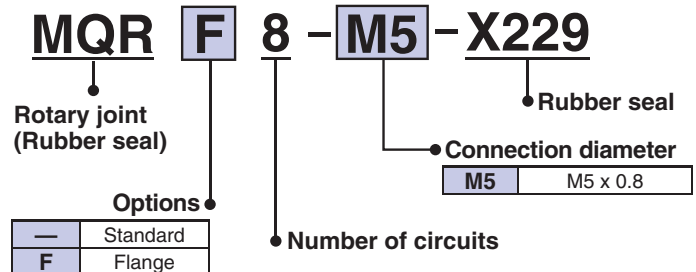 MQR F 8 – M5 – X229
Rotary joint
(Rubber seal)
Rubber seal
Connection diameter
M5 M5 x 0.8
Options
— Standard
F Flange
Number of circuits